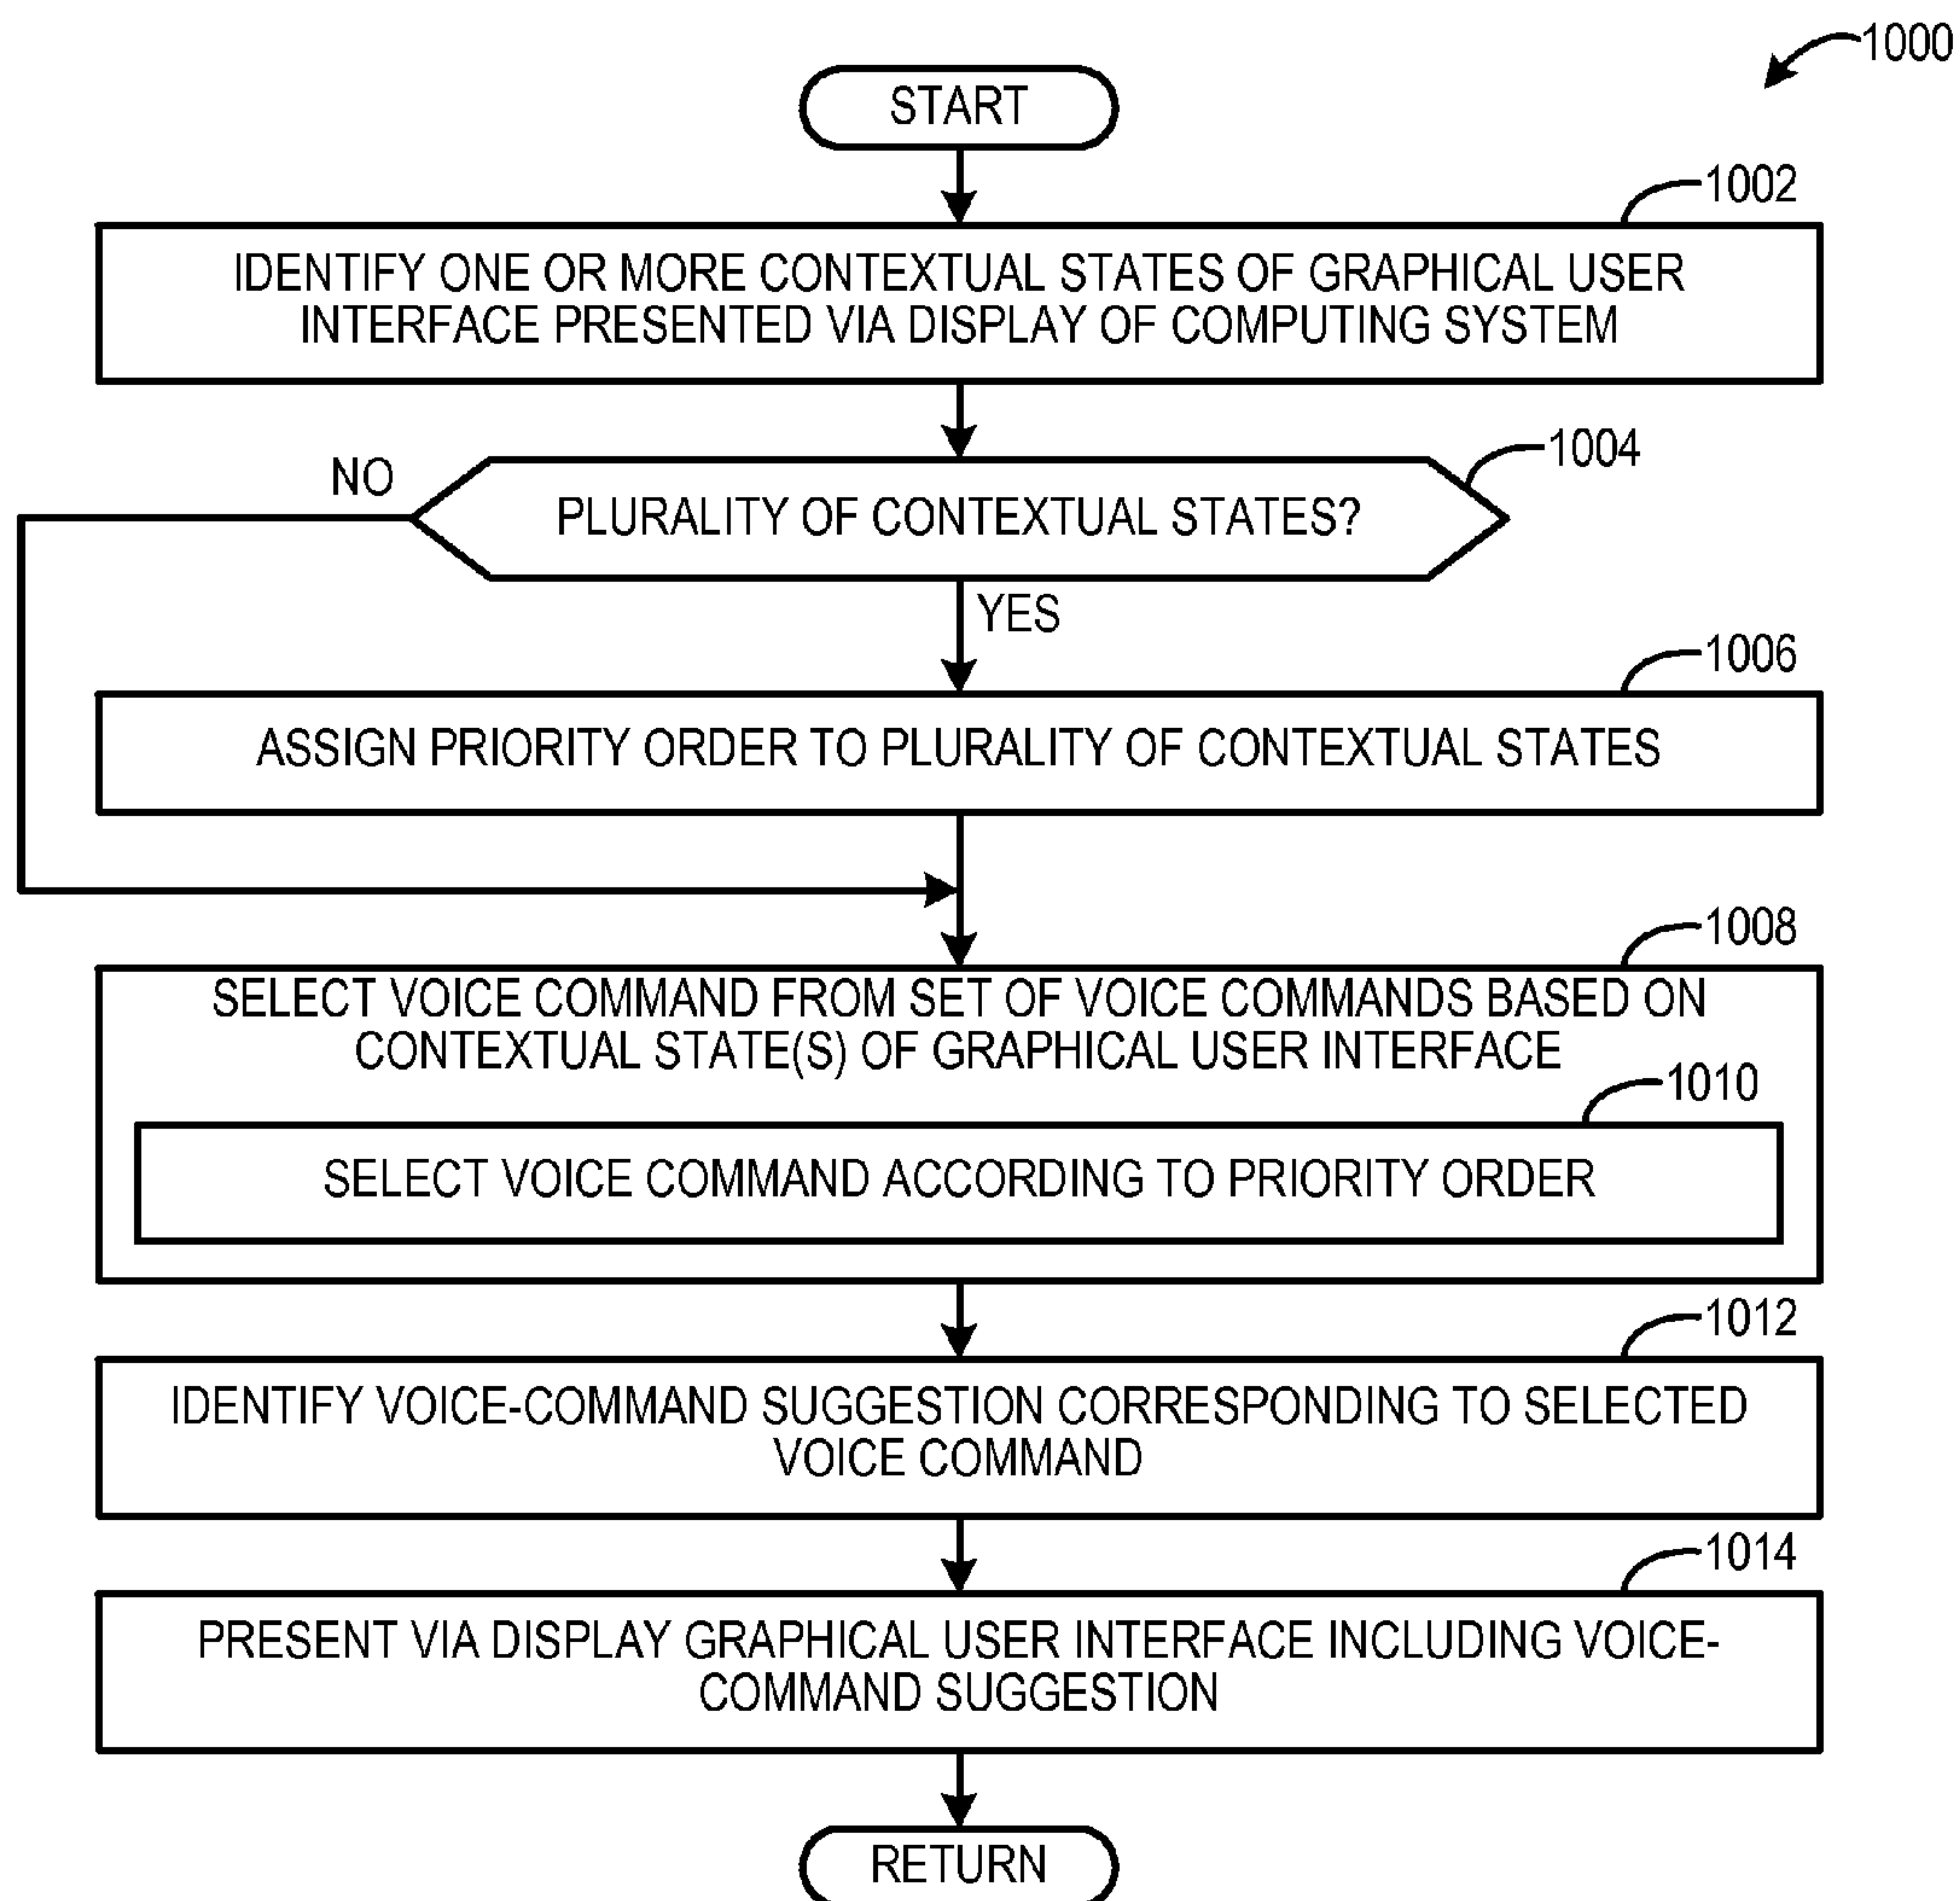 1000
START
1002
IDENTIFY ONE OR MORE CONTEXTUAL STATES OF GRAPHICAL USER
INTERFACE PRESENTED VIA DISPLAY OF COMPUTING SYSTEM
1004
NO
PLURALITY OF CONTEXTUAL STATES?
YES
1006
ASSIGN PRIORITY ORDER TO PLURALITY OF CONTEXTUAL STATES
1008
SELECT VOICE COMMAND FROM SET OF VOICE COMMANDS BASED ON
CONTEXTUAL STATE(S) OF GRAPHICAL USER INTERFACE
1010
SELECT VOICE COMMAND ACCORDING TO PRIORITY ORDER
1012
IDENTIFY VOICE-COMMAND SUGGESTION CORRESPONDING TO SELECTED
VOICE COMMAND
1014
PRESENT VIA DISPLAY GRAPHICAL USER INTERFACE INCLUDING VOICE-
COMMAND SUGGESTION
RETURN